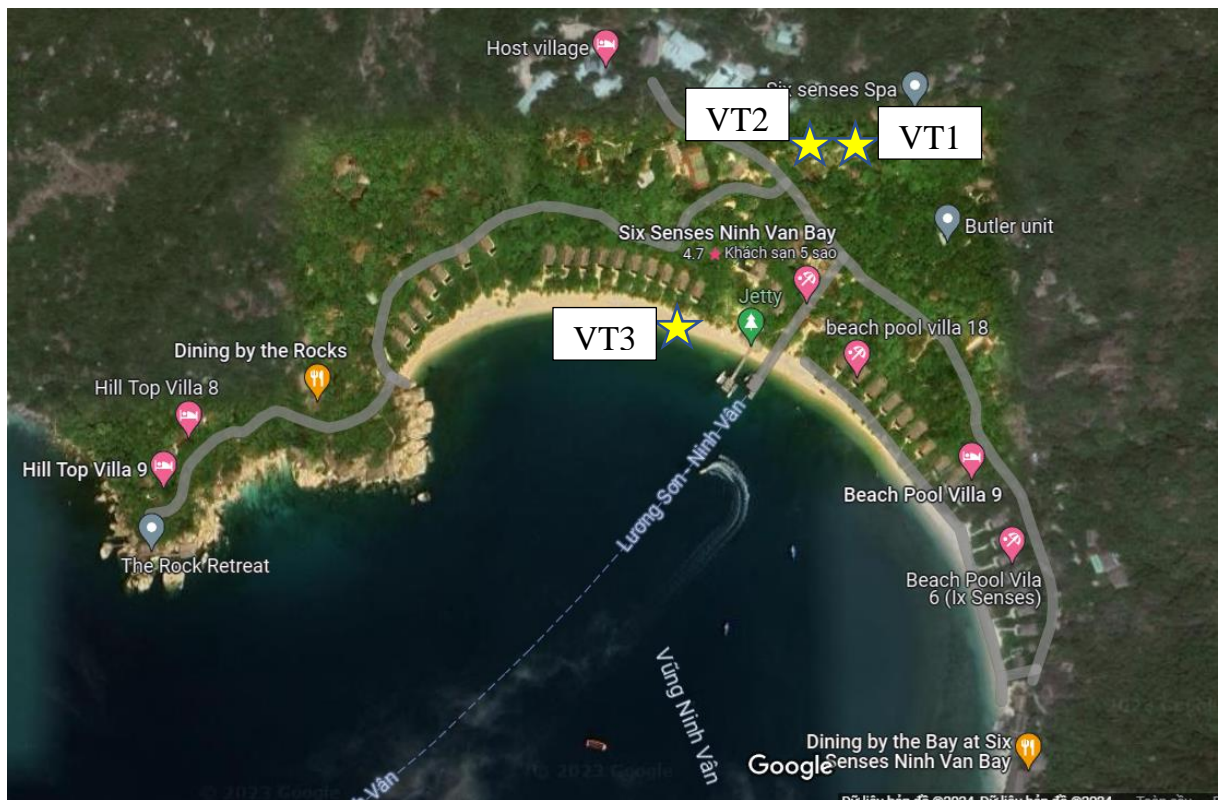 Host village
Six senses Spa
VT2
VT1
Butler unit
Six Senses Ninh Van Bay
4.7 ★ Khách sạn 5 sao
Jetty
VT3
beach pool villa 18
Dining by the Rocks
Hill Top Villa 8
Hill Top Villa 9
Beach Pool Villa 9
Lương Sơn - Ninh Vân
The Rock Retreat
Beach Pool Vila
6 (Ix Senses)
Vũng Ninh Vân
Dining by the Bay at Six
Senses Ninh Van Bay
Google